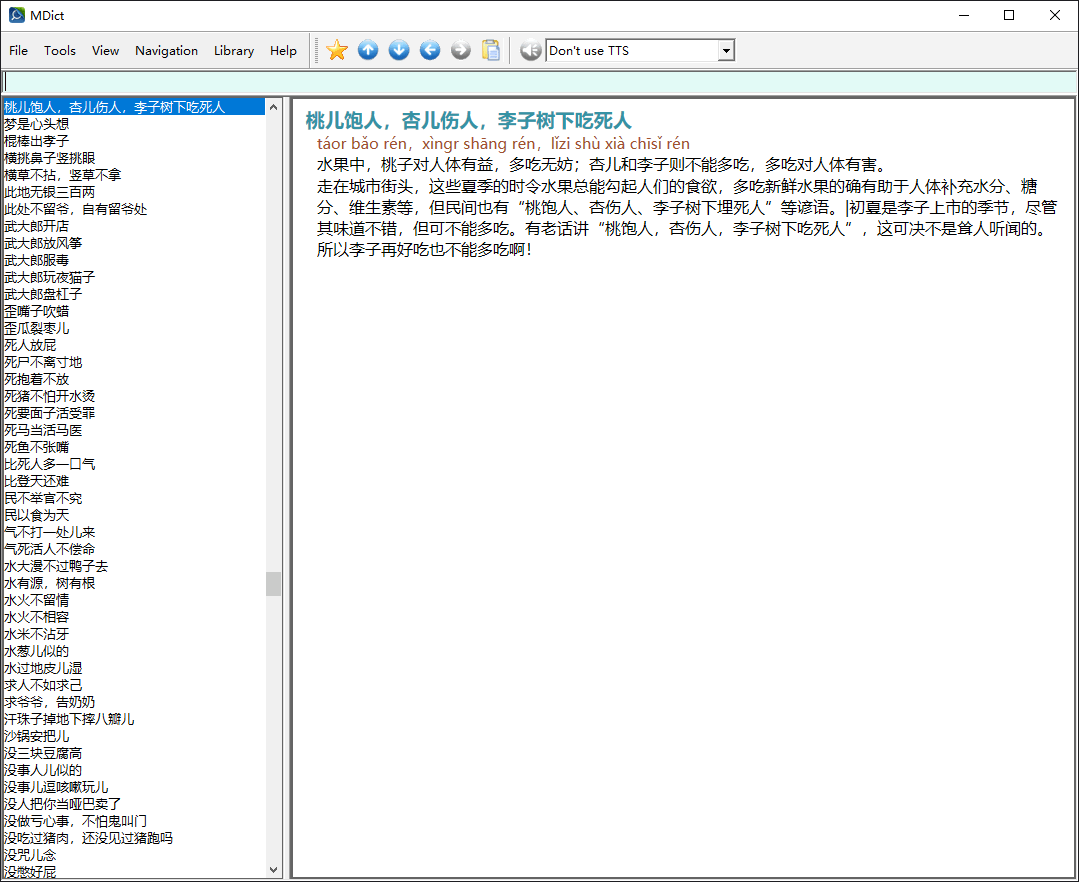 MDict
File Tools View Navigation Library Help Don't use TTS
桃儿饱人，杏儿伤人，李子树下吃死人
梦是心头想
棍棒出孝子
横挑鼻子竖挑眼
横草不拈，竖草不拿
此地无银三百两
此处不留爷，自有留爷处
武大郎开店
武大郎放风筝
武大郎服毒
武大郎玩夜猫子
武大郎盘杠子
歪嘴子吹蜡
歪瓜裂枣儿
死人放屁
死尸不离寸地
死抱着不放
死猪不怕开水烫
死要面子活受罪
死马当活马医
死鱼不张嘴
比死人多一口气
比登天还难
民不举官不究
民以食为天
气不打一处儿来
气死活人不偿命
水大漫不过鸭子去
水有源，树有根
水火不留情
水火不相容
水米不沾牙
水葱儿似的
水过地皮儿湿
求人不如求己
求爷爷，告奶奶
汗珠子掉地下摔八瓣儿
沙锅安把儿
没三块豆腐高
没事人儿似的
没事儿逗咳嗽玩儿
没人把你当哑巴卖了
没做亏心事，不怕鬼叫门
没吃过猪肉，还没见过猪跑吗
没咒儿念
没憋好屁
桃儿饱人，杏儿伤人，李子树下吃死人
táor bǎo rén，xìngr shāng rén，lǐzi shù xià chīsǐ rén
水果中，桃子对人体有益，多吃无妨；杏儿和李子则不能多吃，多吃对人体有害。
走在城市街头，这些夏季的时令水果总能勾起人们的食欲，多吃新鲜水果的确有助于人体补充水分、糖
分、维生素等，但民间也有“桃饱人、杏伤人、李子树下埋死人”等谚语。|初夏是李子上市的季节，尽管
其味道不错，但可不能多吃。有老话讲“桃饱人，杏伤人，李子树下吃死人”，这可决不是耸人听闻的。
所以李子再好吃也不能多吃啊！